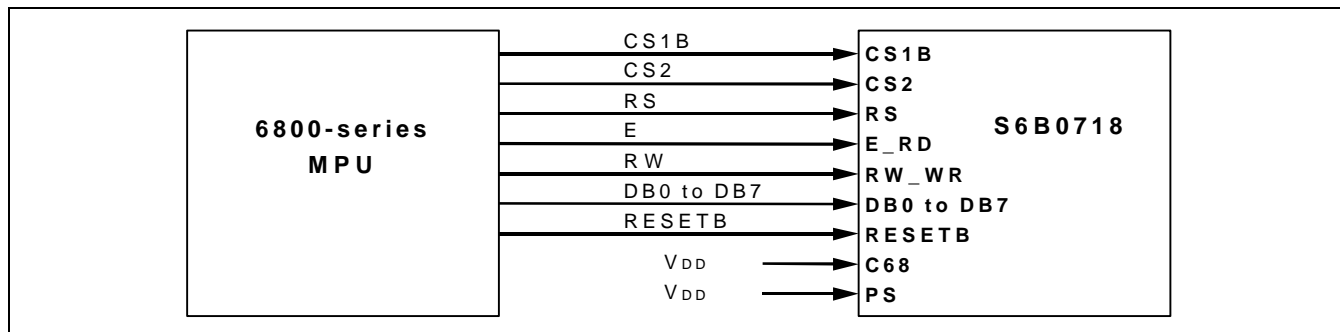 6800-series
MPU
CS1B
CS2
RS
E
RW
DB0 to DB7
RESETB
VDD
VDD
CS1B
CS2
RS
E_RD
RW_WR
DB0 to DB7
RESETB
C68
PS
S6B0718